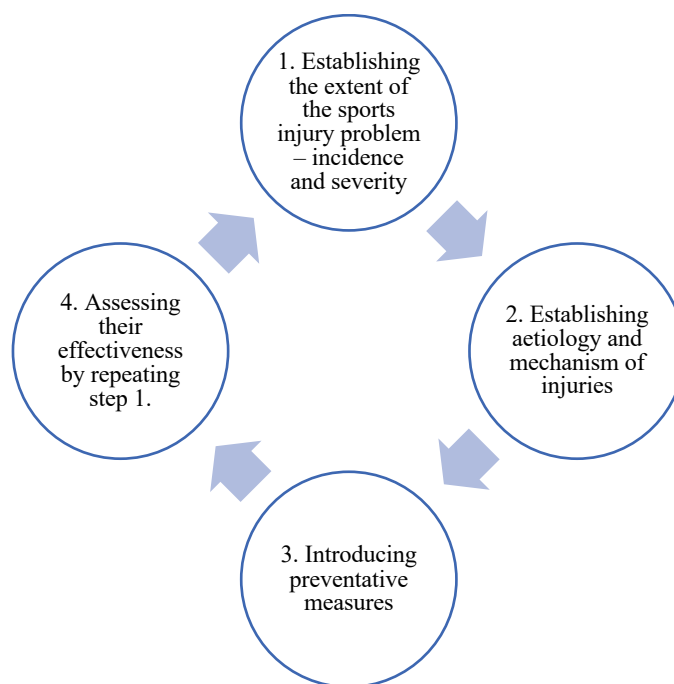 1. Establishing
the extent of
the sports
injury problem
– incidence
and severity
2. Establishing
aetiology and
mechanism of
injuries
3. Introducing
preventative
measures
4. Assessing
their
effectiveness
by repeating
step 1.